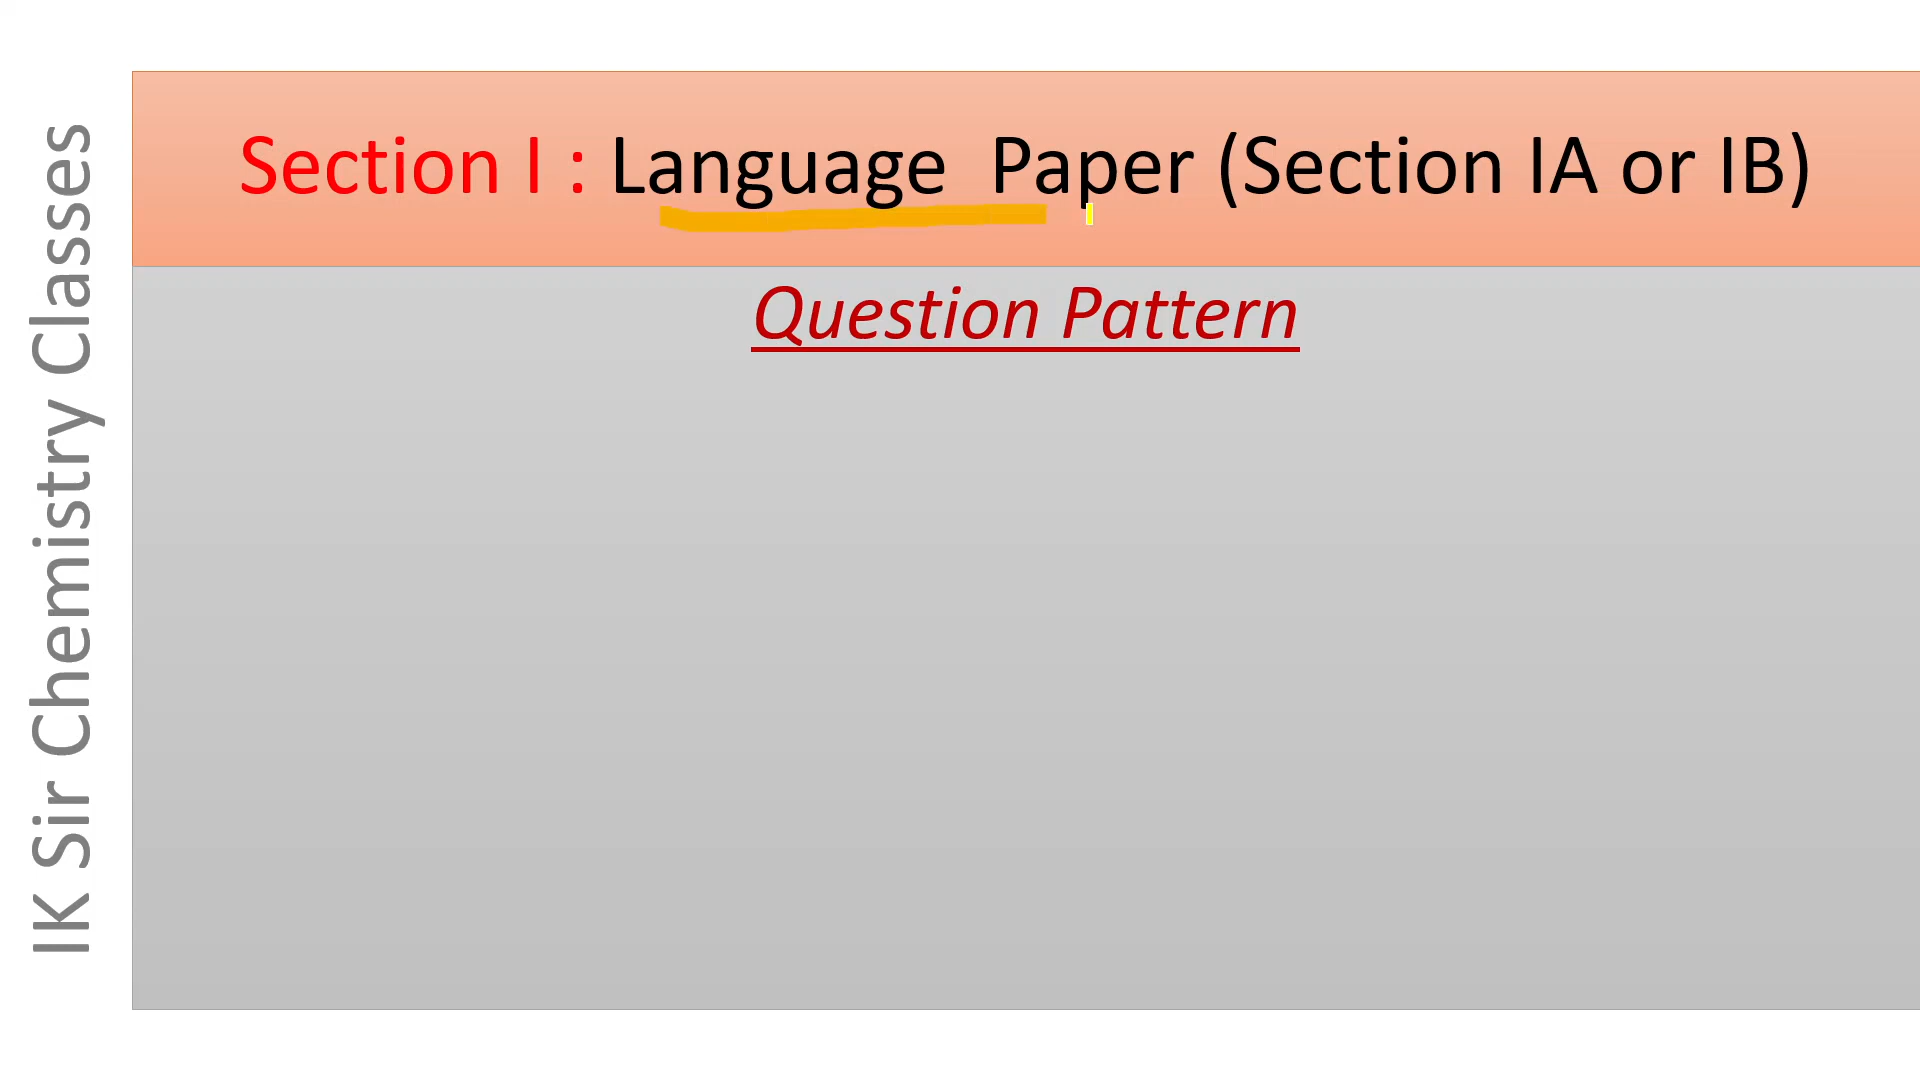 IK Sir Chemistry Classes
Section I : Language  Paper (Section IA or IB)
Question Pattern